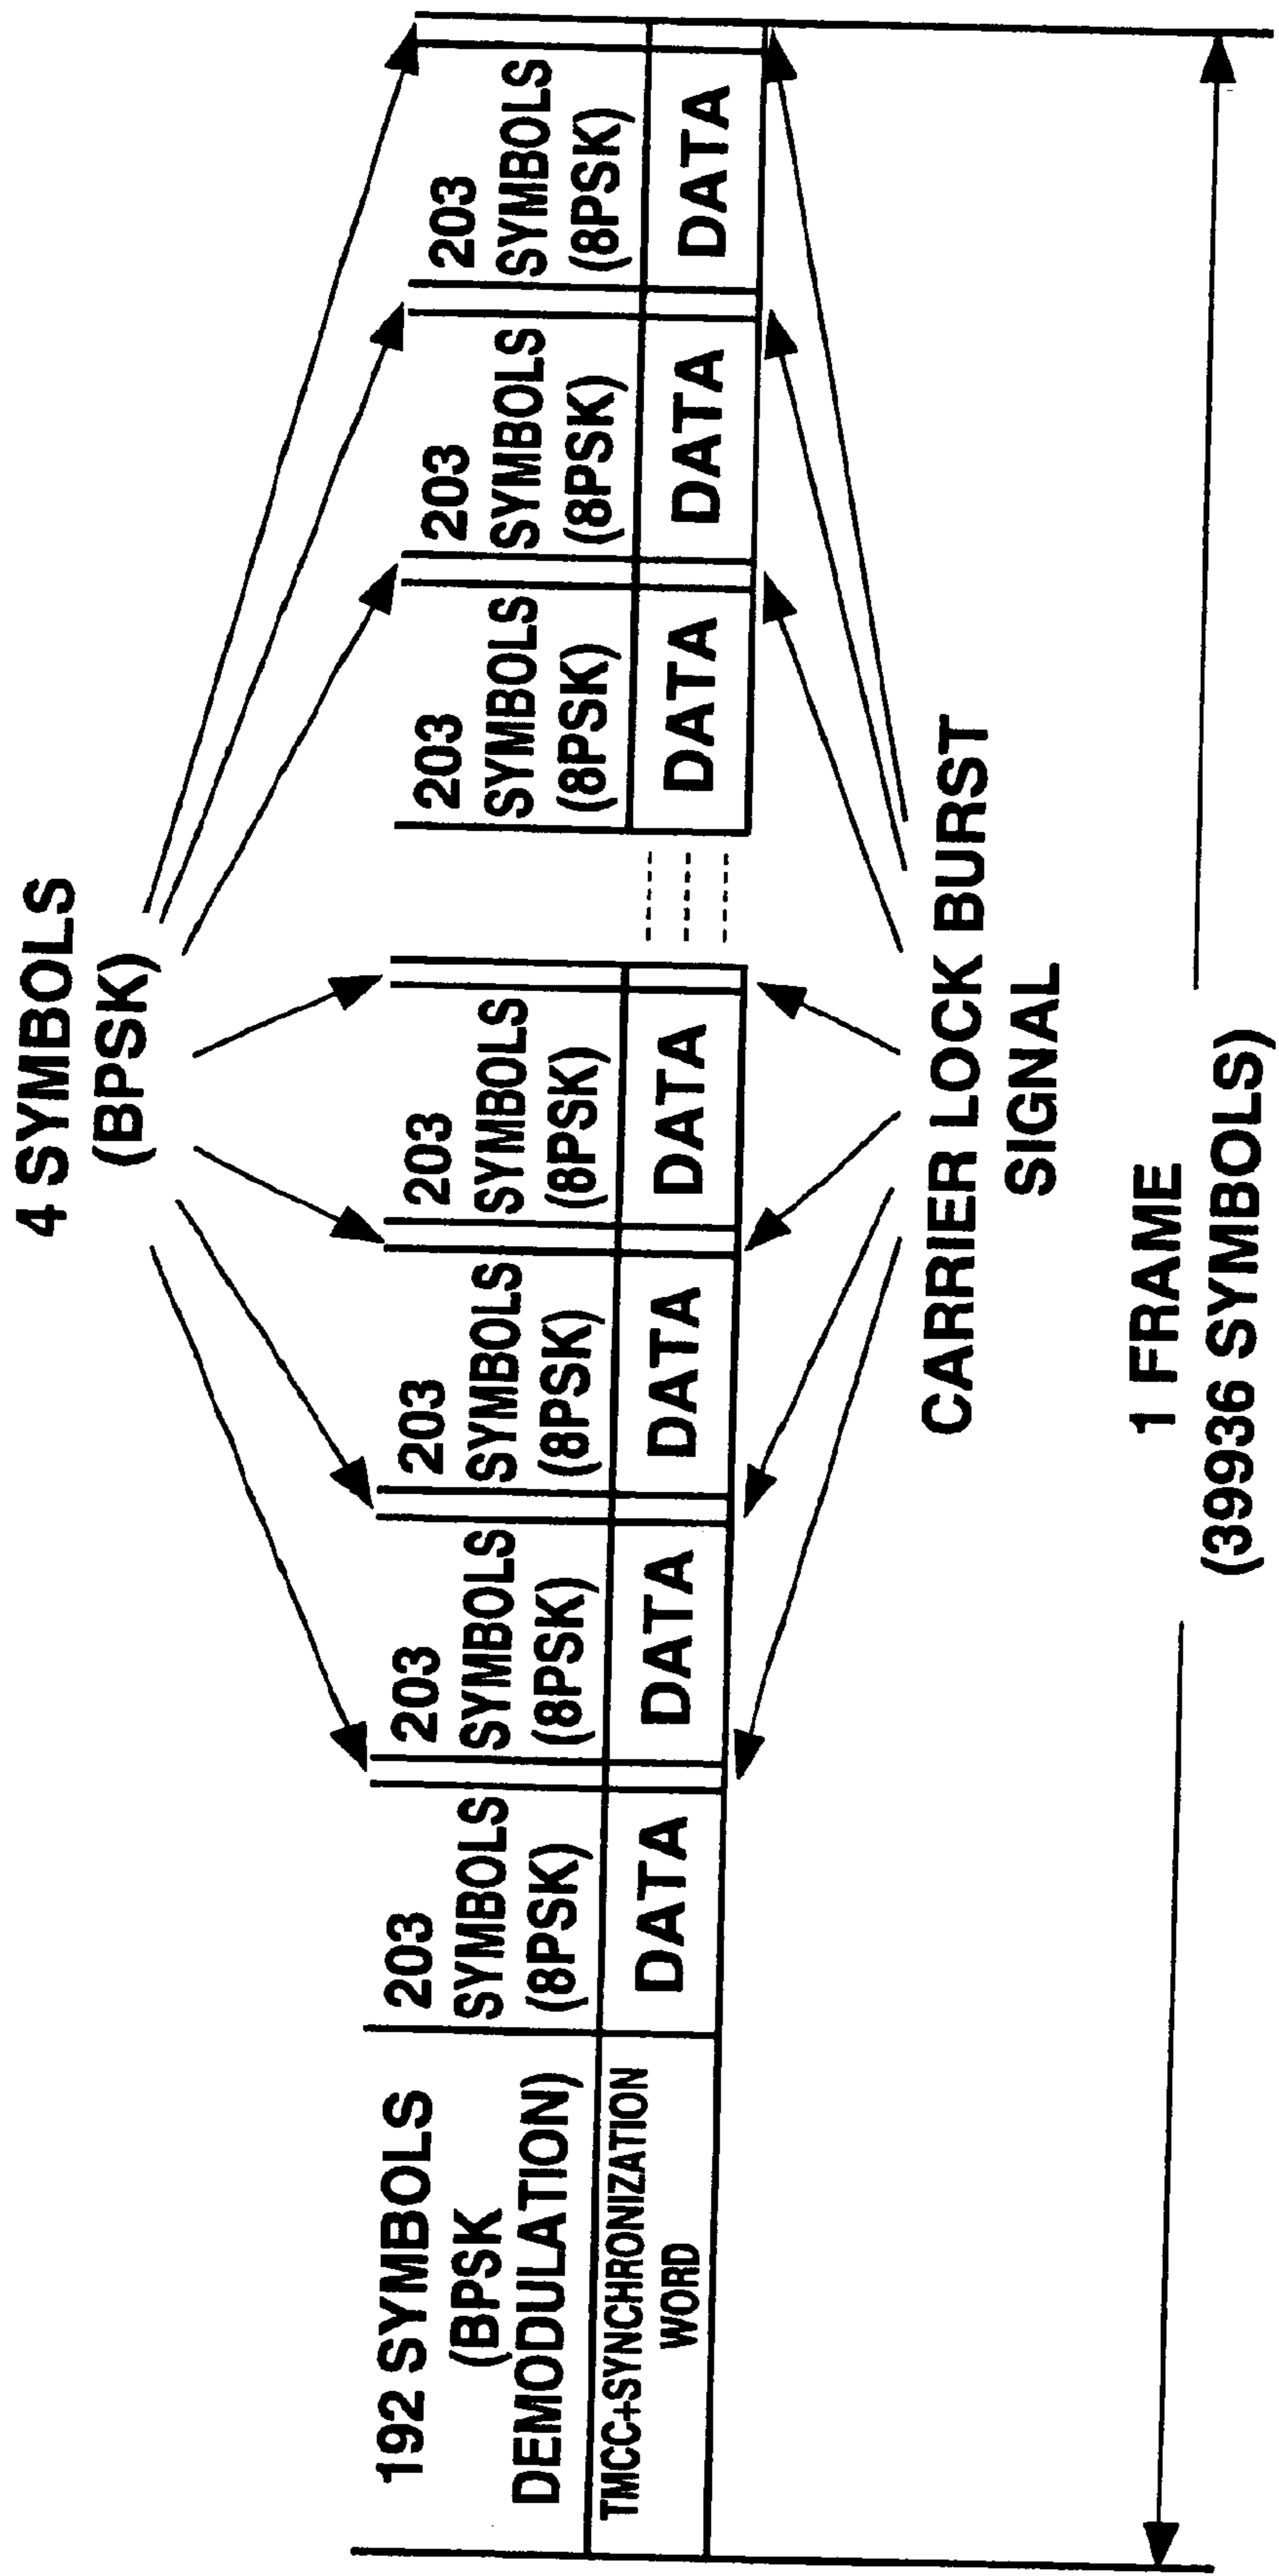 4 SYMBOLS
(BPSK)
192 SYMBOLS
(BPSK
DEMODULATION)
203
SYMBOLS
(8PSK)
203
SYMBOLS
(8PSK)
203
SYMBOLS
(8PSK)
203
SYMBOLS
(8PSK)
203
SYMBOLS
(8PSK)
203
SYMBOLS
(8PSK)
203
SYMBOLS
(8PSK)
TMCC+SYNCHRONIZATION
WORD
DATA
DATA
DATA
DATA
DATA
DATA
DATA
CARRIER LOCK BURST
SIGNAL
1 FRAME
(39936 SYMBOLS)